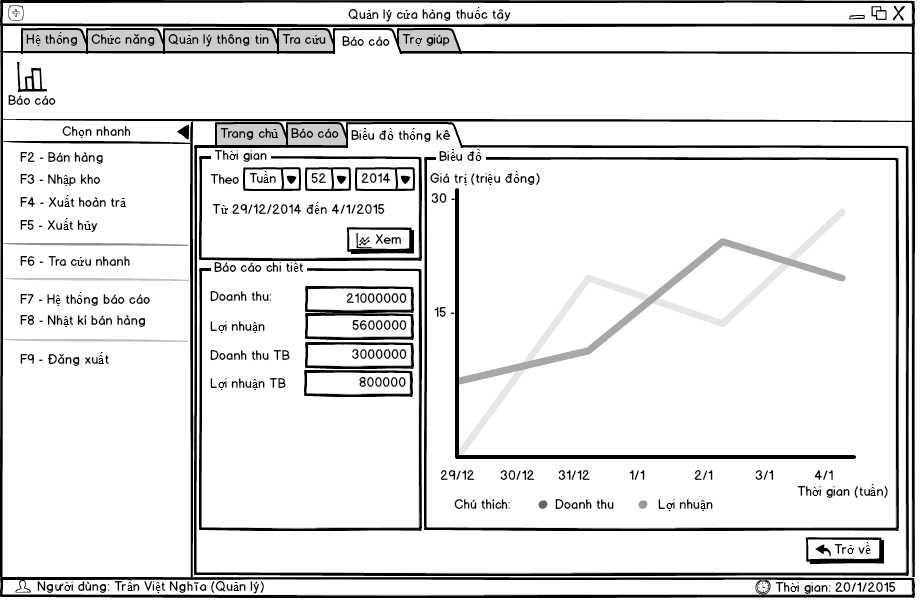 Quản lý cửa hàng thuốc tây
Hệ thống Chức năng Quản lý thông tin Tra cứu Báo cáo Trợ giúp
Báo cáo
Chọn nhanh
F2 - Bán hàng
F3 - Nhập kho
F4 - Xuất hoàn trả
F5 - Xuất hủy
F6 - Tra cứu nhanh
F7 - Hệ thống báo cáo
F8 - Nhật kí bán hàng
F9 - Đăng xuất
Trang chủ Báo cáo Biểu đồ thống kê
Thời gian
Theo Tuần 52 2014
Từ 29/12/2014 đến 4/1/2015
Xem
Báo cáo chi tiết
Doanh thu: 21000000
Lợi nhuận 5600000
Doanh thu TB 3000000
Lợi nhuận TB 800000
Biểu đồ
Giá trị (triệu đồng)
30
15
29/12 30/12 31/12 1/1 2/1 3/1 4/1
Thời gian (tuần)
Chú thích: Doanh thu Lợi nhuận
Trở về
Người dùng: Trần Việt Nghĩa (Quản lý)
Thời gian: 20/1/2015